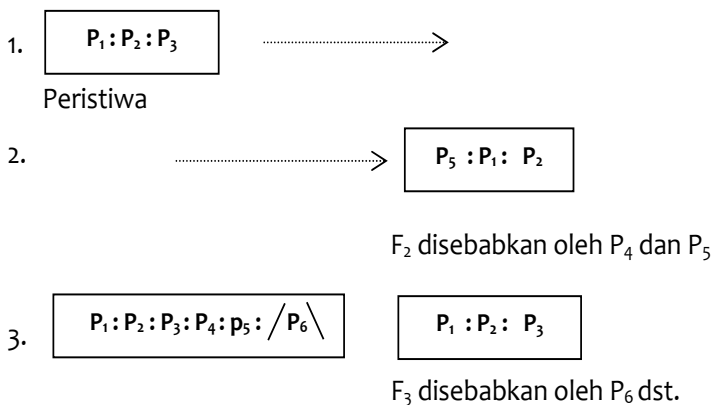 1. P₁ : P₂ : P₃
Peristiwa
2. P₅ : P₁ : P₂
F₂ disebabkan oleh P₄ dan P₅
3. P₁ : P₂ : P₃ : P₄ : p₅ : /P₆\ P₁ : P₂ : P₃
F₃ disebabkan oleh P₆ dst.